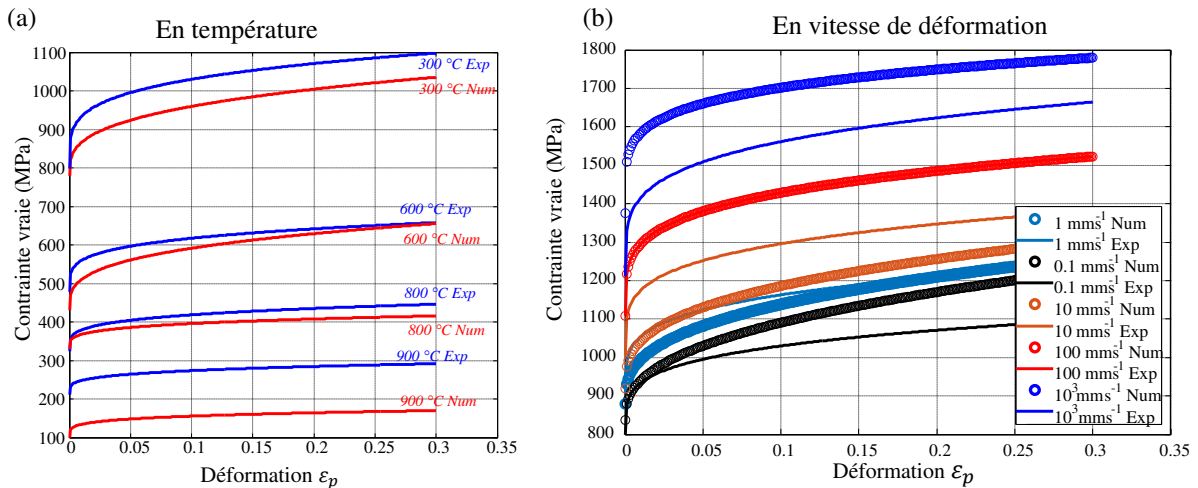 (a)
En température
1100
1000
900
800
700
600
500
400
300
200
100
Contrainte vraie (MPa)
300 °C Exp
300 °C Num
600 °C Exp
600 °C Num
800 °C Exp
800 °C Num
900 °C Exp
900 °C Num
0 0.05 0.1 0.15 0.2 0.25 0.3 0.35
Déformation εp
(b)
En vitesse de déformation
1800
1700
1600
1500
1400
1300
1200
1100
1000
900
800
Contrainte vraie (MPa)
1 mms⁻¹ Num
1 mms⁻¹ Exp
0.1 mms⁻¹ Num
0.1 mms⁻¹ Exp
10 mms⁻¹ Num
10 mms⁻¹ Exp
100 mms⁻¹ Num
100 mms⁻¹ Exp
10³mms⁻¹ Num
10³mms⁻¹ Exp
0 0.05 0.1 0.15 0.2 0.25 0.3 0.35
Déformation εp